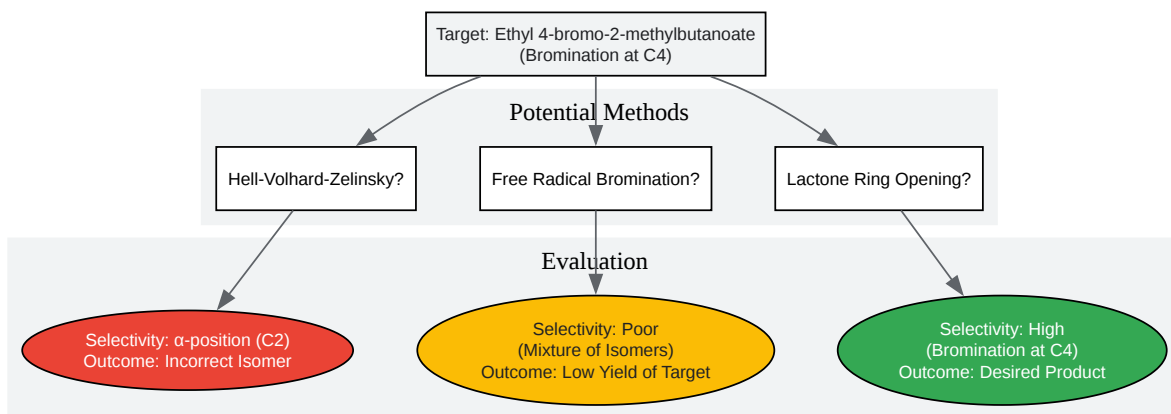 Target: Ethyl 4-bromo-2-methylbutanoate
(Bromination at C4)
Potential Methods
Hell-Volhard-Zelinsky?
Free Radical Bromination?
Lactone Ring Opening?
Evaluation
Selectivity: α-position (C2)
Outcome: Incorrect Isomer
Selectivity: Poor
(Mixture of Isomers)
Outcome: Low Yield of Target
Selectivity: High
(Bromination at C4)
Outcome: Desired Product